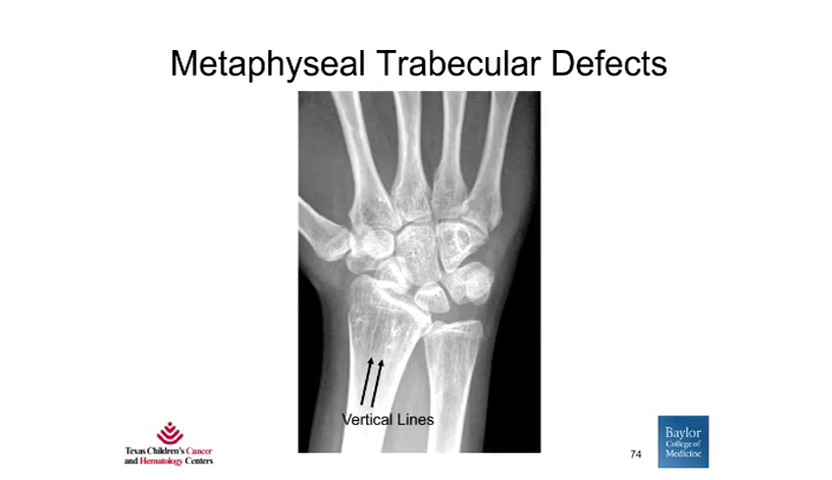 Metaphyseal Trabecular Defects
Vertical Lines
Texas Children's Cancer
and Hematology Centers
74
Baylor
College of
Medicine